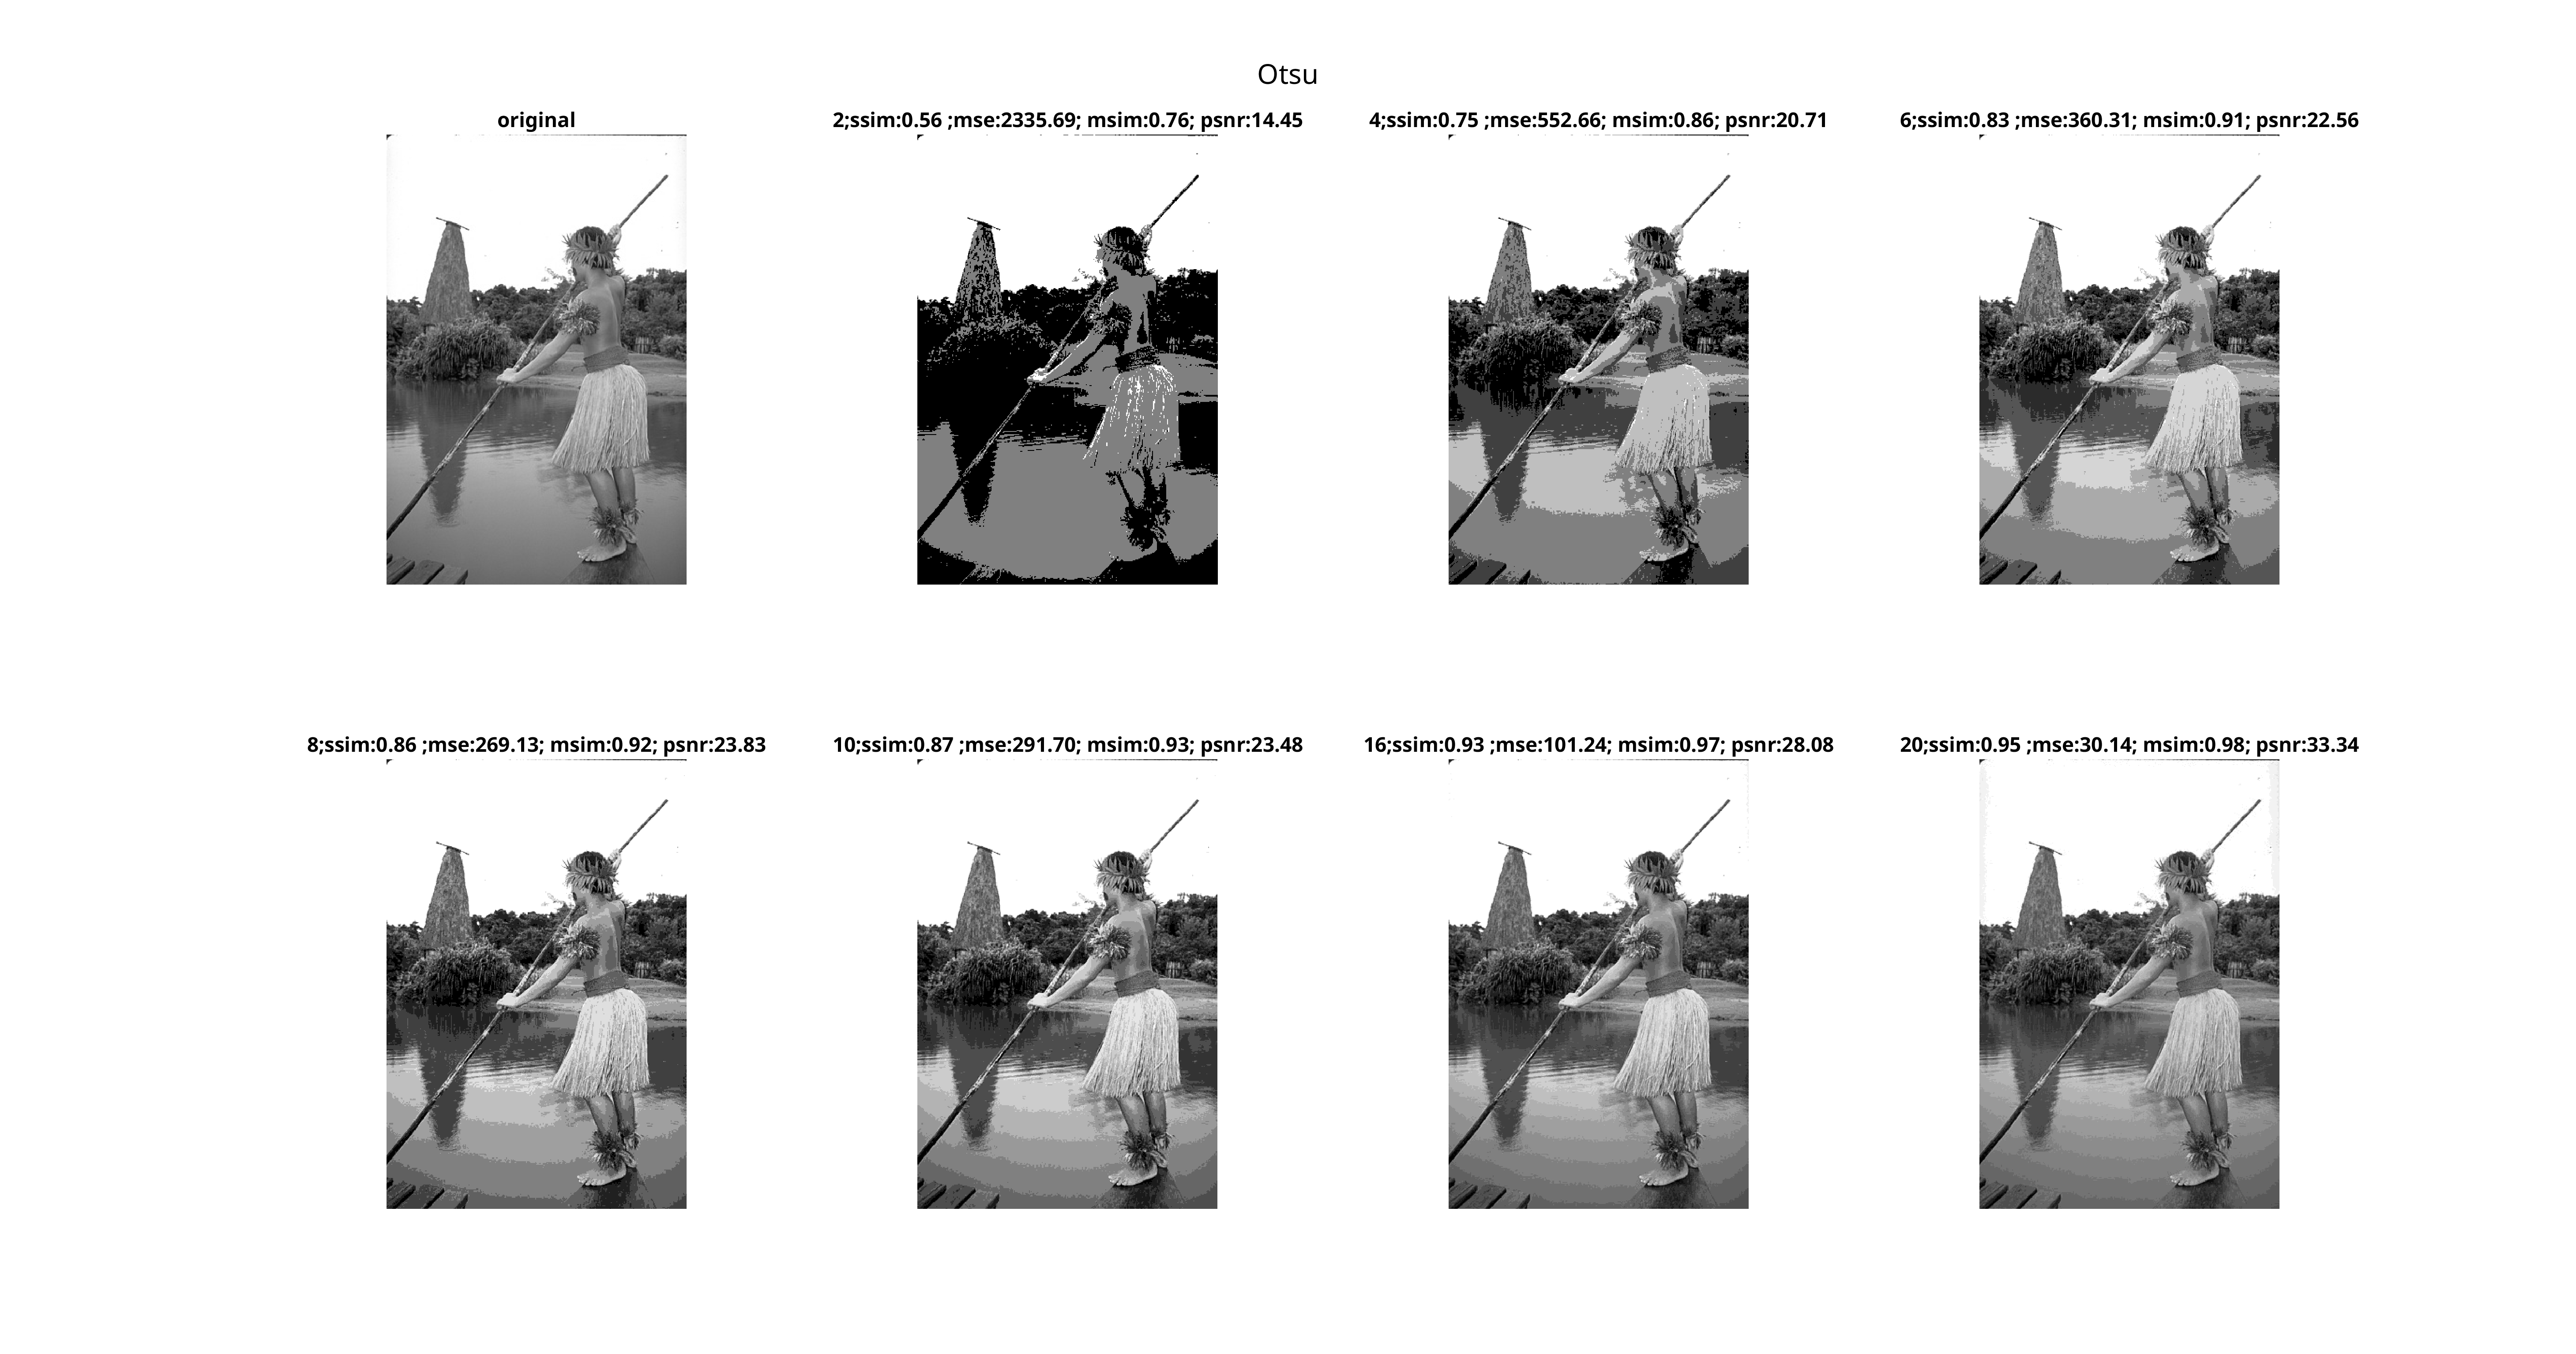 Otsu
original
2;ssim:0.56 ;mse:2335.69; msim:0.76; psnr:14.45
4;ssim:0.75 ;mse:552.66; msim:0.86; psnr:20.71
6;ssim:0.83 ;mse:360.31; msim:0.91; psnr:22.56
8;ssim:0.86 ;mse:269.13; msim:0.92; psnr:23.83
10;ssim:0.87 ;mse:291.70; msim:0.93; psnr:23.48
16;ssim:0.93 ;mse:101.24; msim:0.97; psnr:28.08
20;ssim:0.95 ;mse:30.14; msim:0.98; psnr:33.34